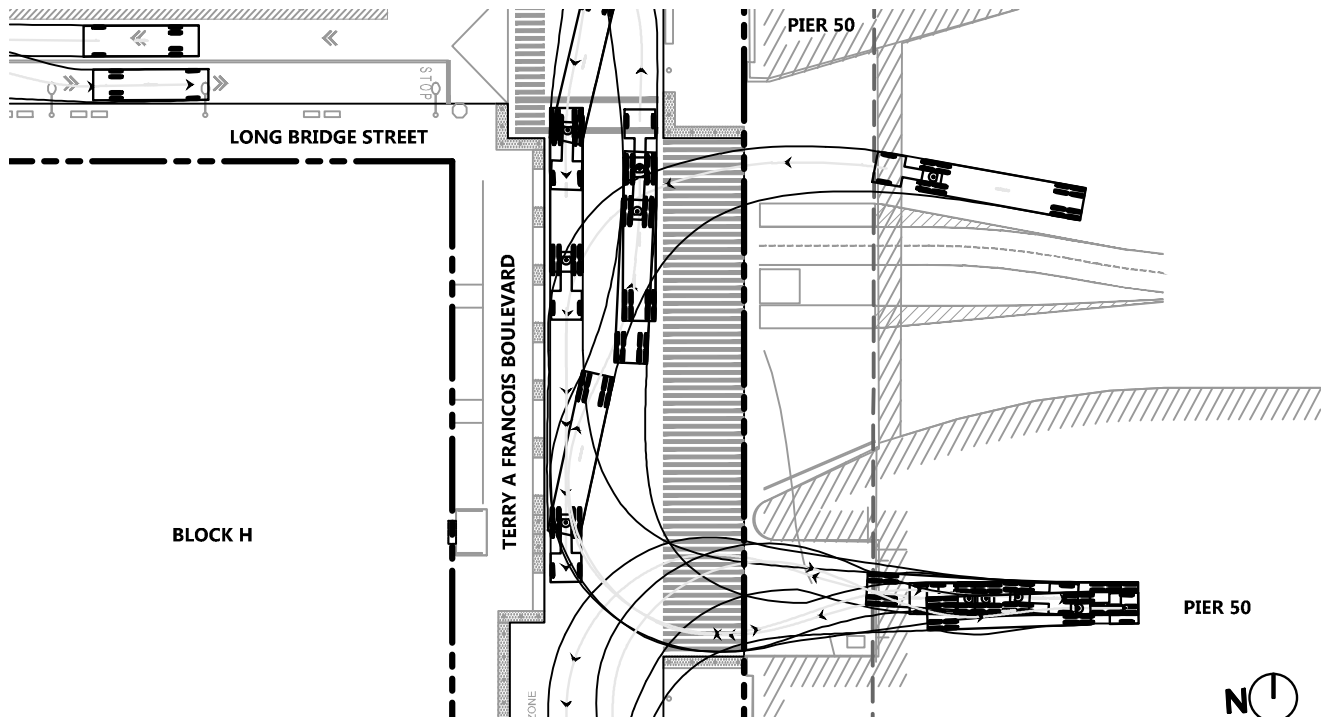 PIER 50
STOP
LONG BRIDGE STREET
TERRY A FRANCOIS BOULEVARD
BLOCK H
PIER 50
ZONE
N